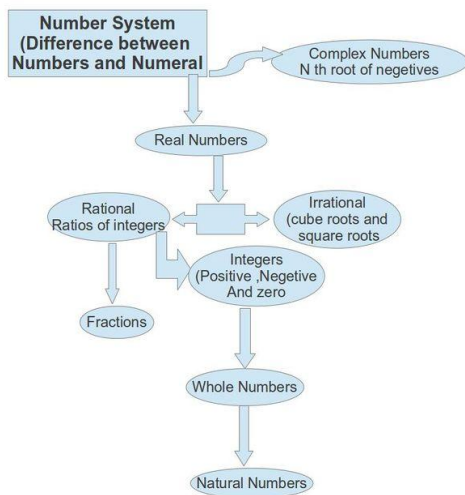 Number System
(Difference between
Numbers and Numeral
Complex Numbers
N th root of negetives
Real Numbers
Rational
Ratios of integers
Irrational
(cube roots and
square roots
Integers
(Positive ,Negetive
And zero
Fractions
Whole Numbers
Natural Numbers